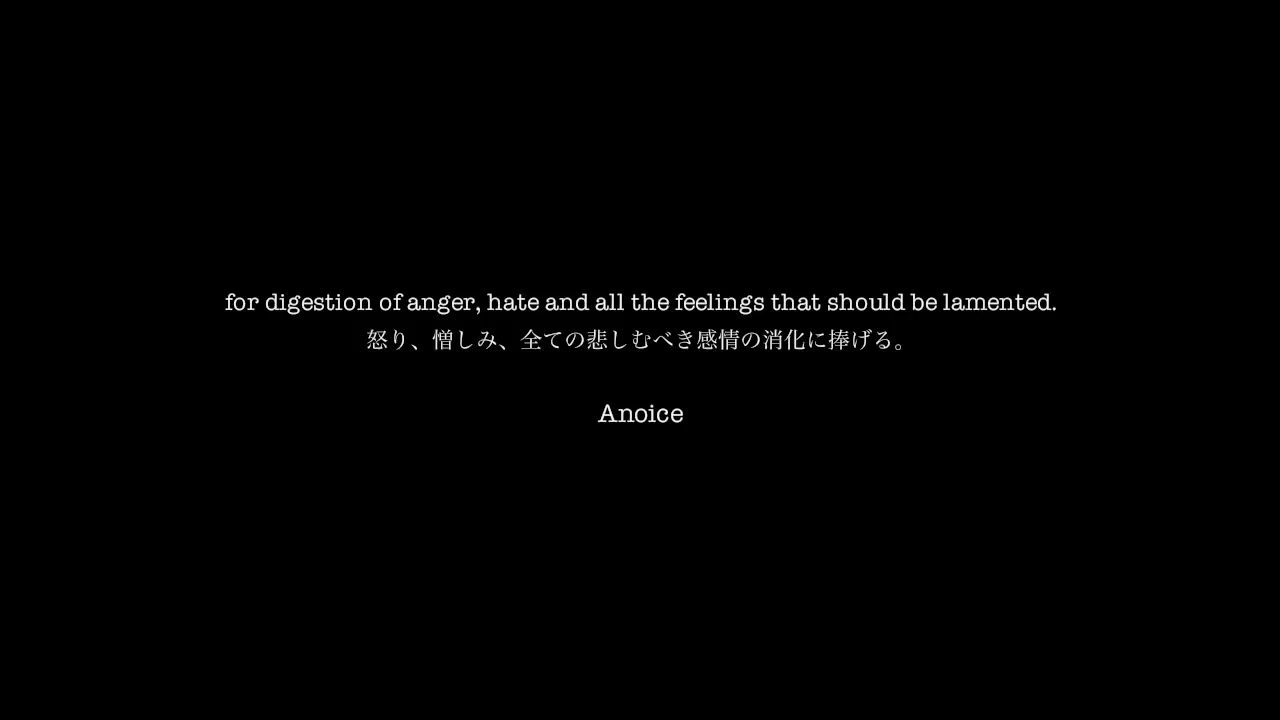 for digestion of anger, hate and all the feelings that should be lamented.
怒り、憎しみ、全ての悲しむべき感情の消化に捧げる。
Anoice